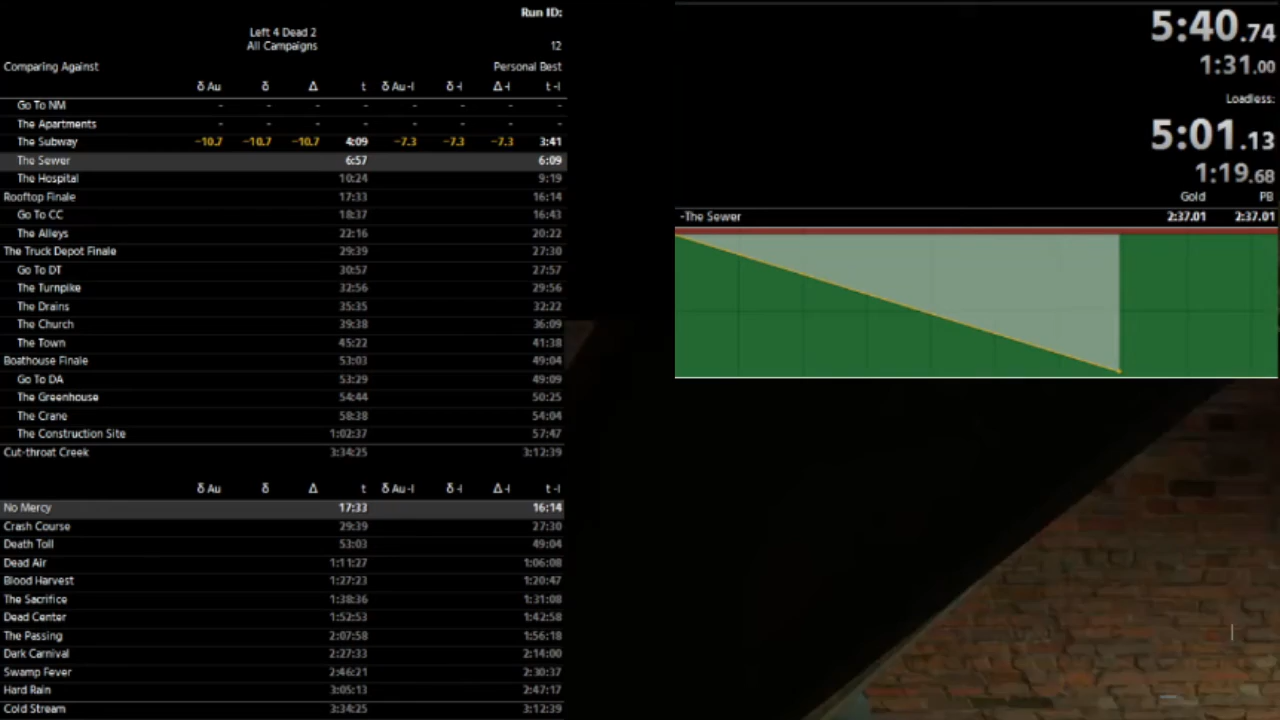 Run ID:
Left 4 Dead 2
All Campaigns
12
Comparing Against Personal Best
δ Au δ Δ t δ Au-l δ-l Δ-l t-l
Go To NM - - - - - - - -
The Apartments - - - - - - - -
The Subway −10.7 −10.7 −10.7 4:09 −7.3 −7.3 −7.3 3:41
The Sewer 6:57 6:09
The Hospital 10:24 9:19
Rooftop Finale 17:33 16:14
Go To CC 18:37 16:43
The Alleys 22:16 20:22
The Truck Depot Finale 29:39 27:30
Go To DT 30:57 27:57
The Turnpike 32:56 29:56
The Drains 35:35 32:22
The Church 39:38 36:09
The Town 45:22 41:38
Boathouse Finale 53:03 49:04
Go To DA 53:29 49:09
The Greenhouse 54:44 50:25
The Crane 58:38 54:04
The Construction Site 1:02:37 57:47
Cut-throat Creek 3:34:25 3:12:39
δ Au δ Δ t δ Au-l δ-l Δ-l t-l
No Mercy 17:33 16:14
Crash Course 29:39 27:30
Death Toll 53:03 49:04
Dead Air 1:11:27 1:06:08
Blood Harvest 1:27:23 1:20:47
The Sacrifice 1:38:36 1:31:08
Dead Center 1:52:53 1:42:58
The Passing 2:07:58 1:56:18
Dark Carnival 2:27:33 2:14:00
Swamp Fever 2:46:21 2:30:37
Hard Rain 3:05:13 2:47:17
Cold Stream 3:34:25 3:12:39
5:40.74
1:31.00
Loadless:
5:01.13
1:19.68
Gold PB
-The Sewer 2:37.01 2:37.01